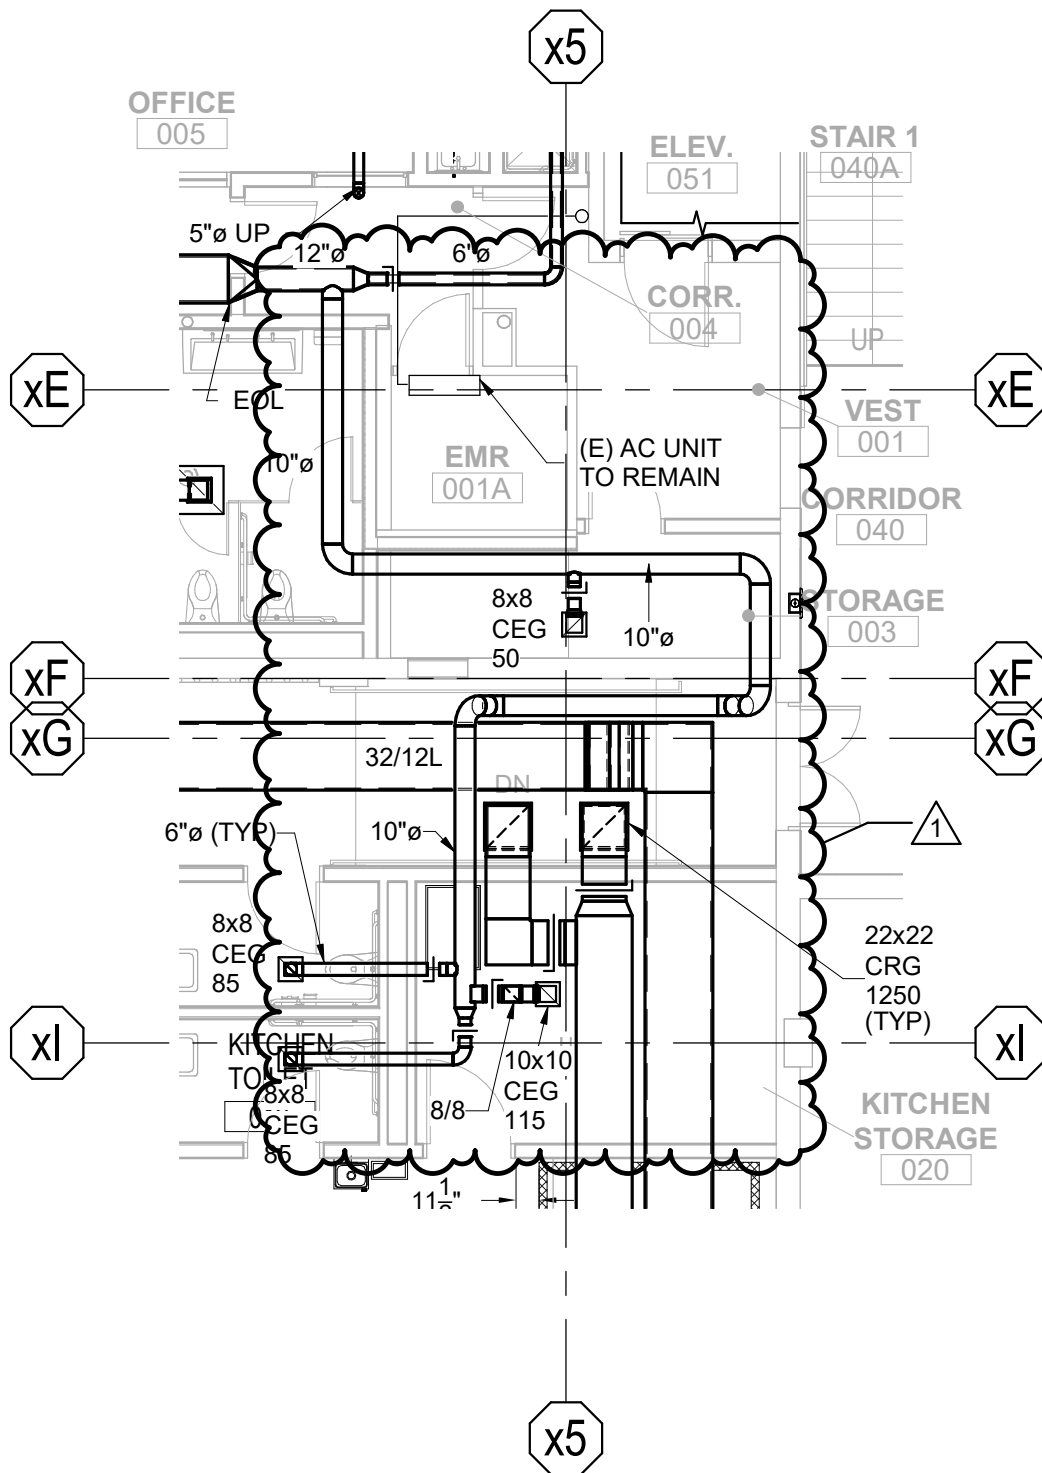 x5
OFFICE
005
ELEV.
051
STAIR 1
040A
5"ø UP
12"ø
6"ø
CORR.
004
UP
xE
xE
EOL
VEST
001
10"ø
EMR
001A
(E) AC UNIT
TO REMAIN
CORRIDOR
040
8x8
CEG
50
10"ø
STORAGE
003
xF
xF
xG
xG
32/12L
DN
6"ø (TYP)
10"ø
1
8x8
CEG
85
22x22
CRG
1250
(TYP)
xI
xI
KITCHEN
8x8
CEG
85
8/8
10x10
CEG
115
KITCHEN
STORAGE
020
x5